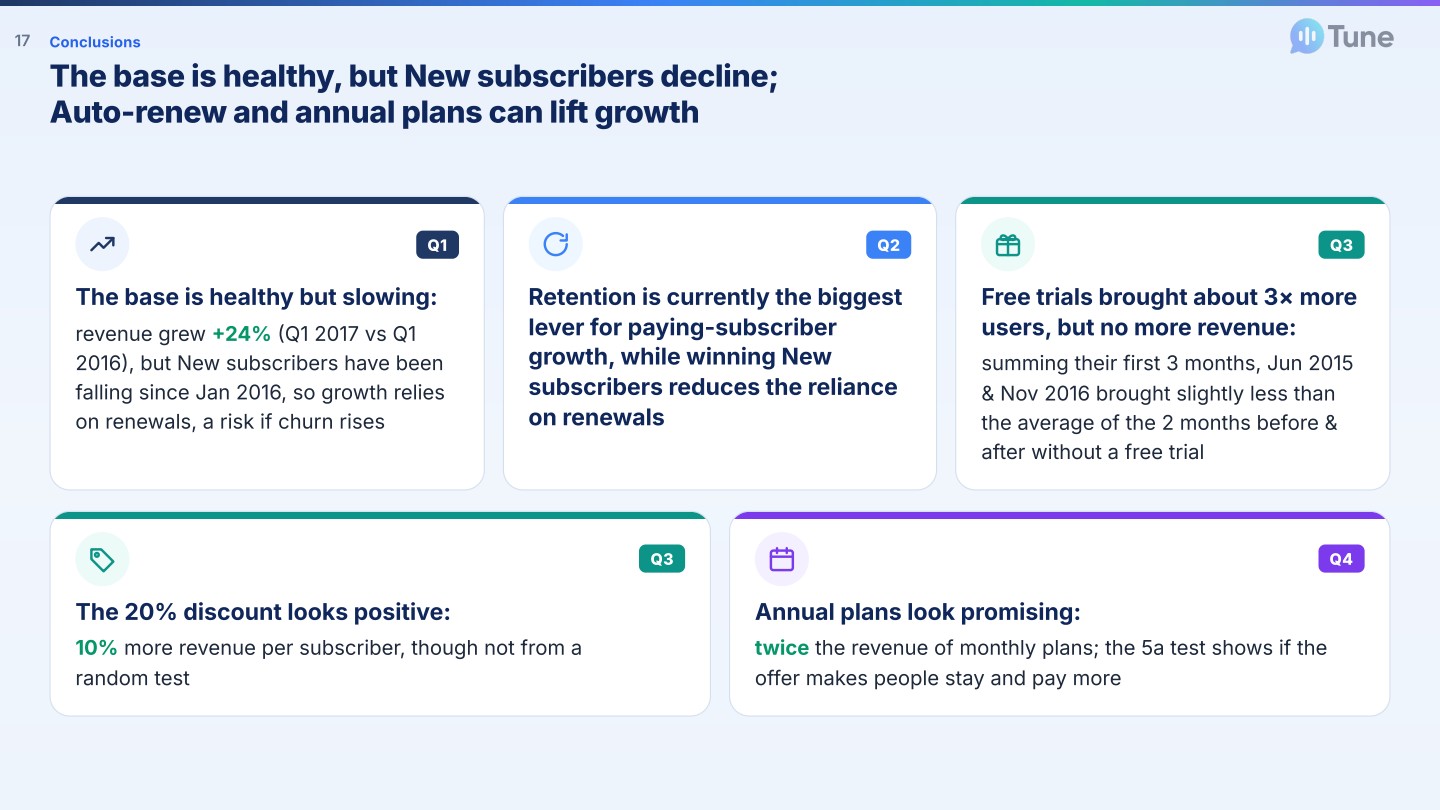 17
Conclusions
Tune
The base is healthy, but New subscribers decline;
Auto-renew and annual plans can lift growth
Q1
The base is healthy but slowing:
revenue grew +24% (Q1 2017 vs Q1
2016), but New subscribers have been
falling since Jan 2016, so growth relies
on renewals, a risk if churn rises
Q2
Retention is currently the biggest
lever for paying-subscriber
growth, while winning New
subscribers reduces the reliance
on renewals
Q3
Free trials brought about 3× more
users, but no more revenue:
summing their first 3 months, Jun 2015
& Nov 2016 brought slightly less than
the average of the 2 months before &
after without a free trial
Q3
The 20% discount looks positive:
10% more revenue per subscriber, though not from a
random test
Q4
Annual plans look promising:
twice the revenue of monthly plans; the 5a test shows if the
offer makes people stay and pay more